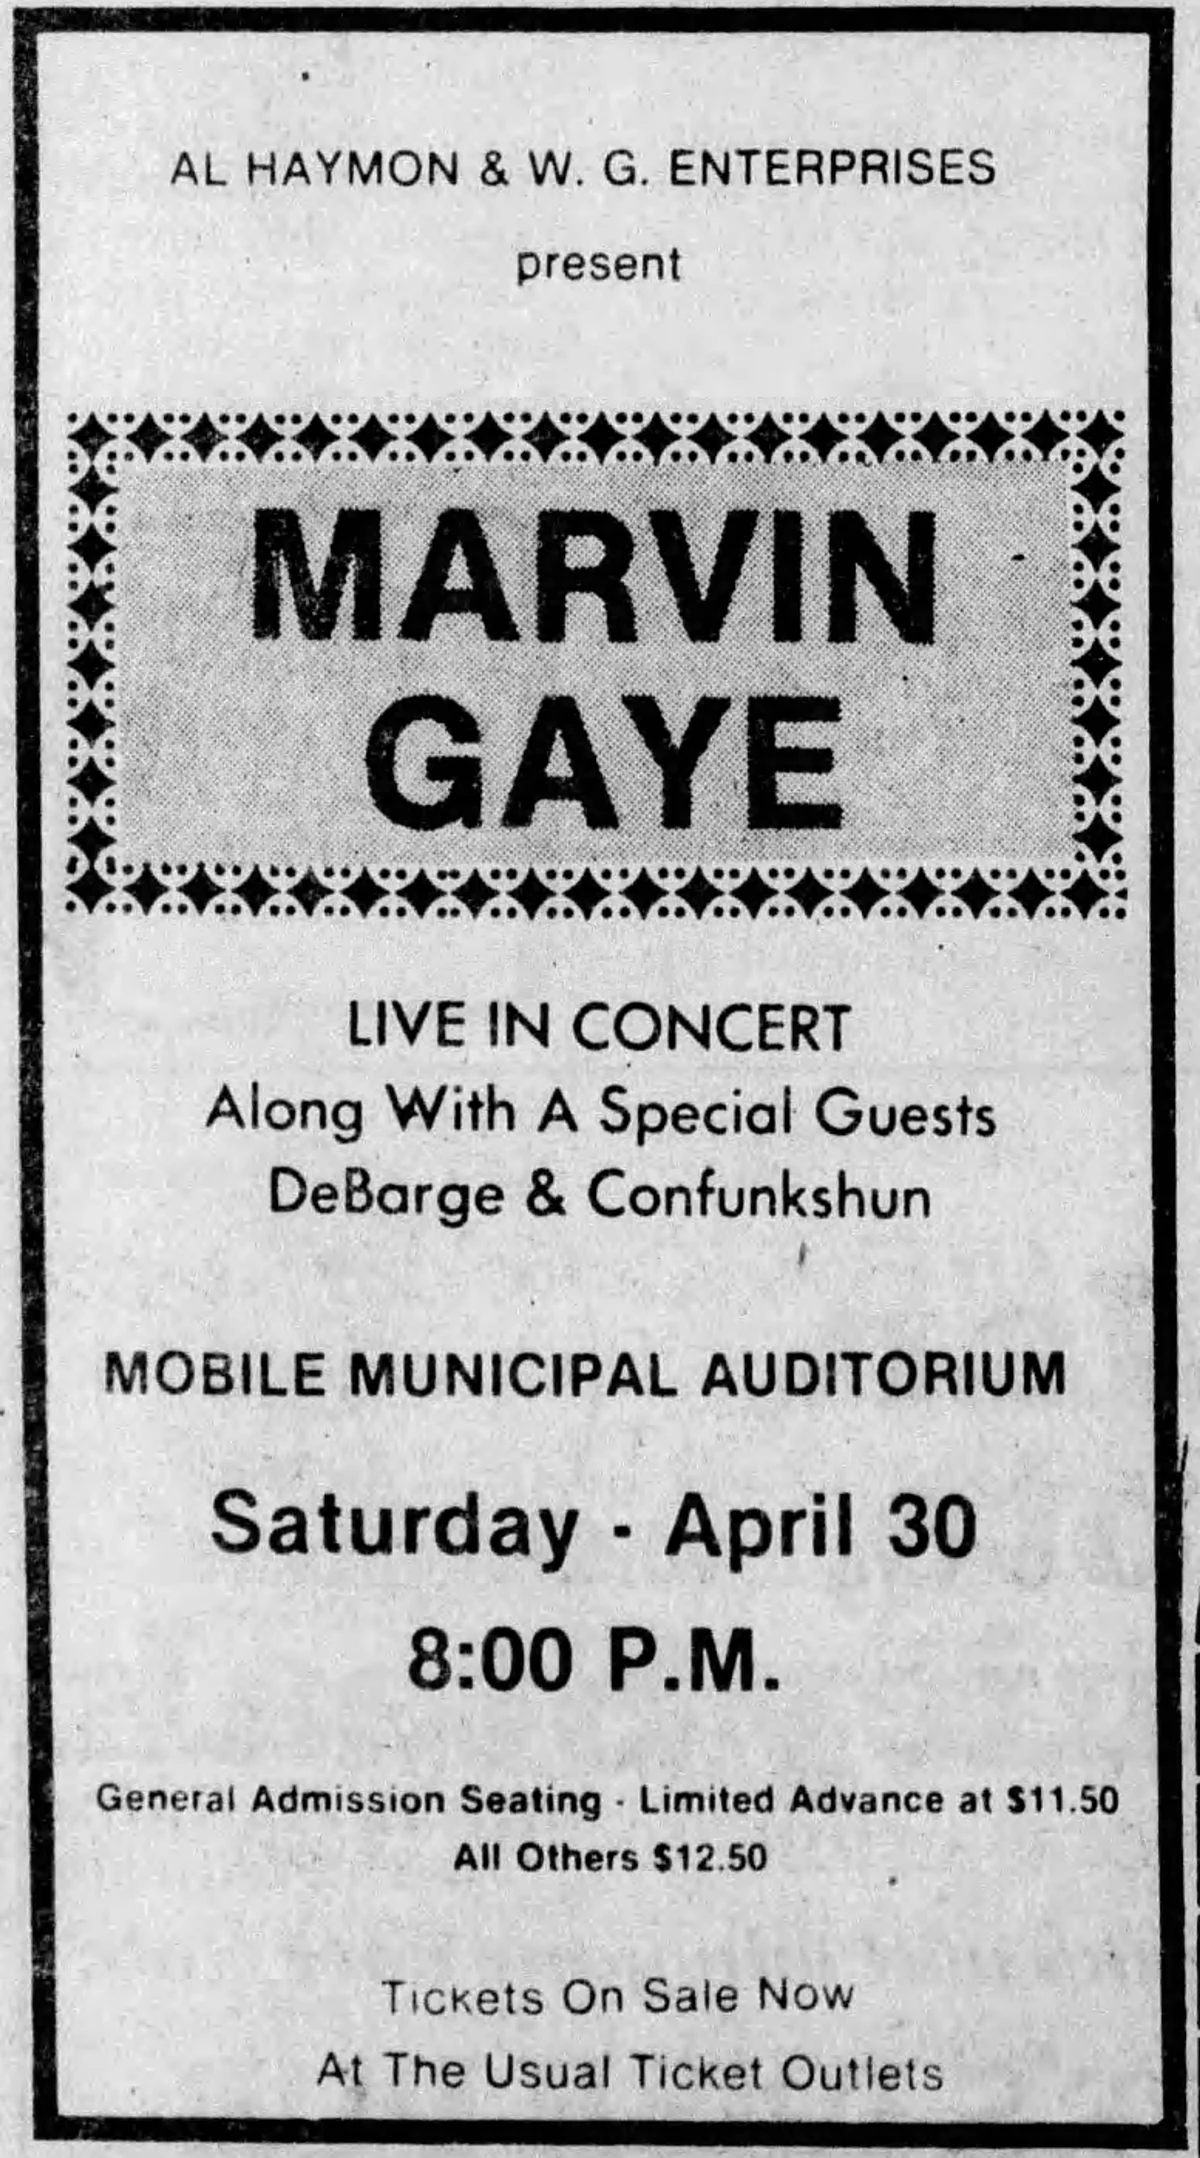 AL HAYMON & W. G. ENTERPRISES
present
MARVIN
GAYE
LIVE IN CONCERT
Along With A Special Guests
DeBarge & Confunkshun
MOBILE MUNICIPAL AUDITORIUM
Saturday - April 30
8:00 P.M.
General Admission Seating - Limited Advance at $11.50
All Others $12.50
Tickets On Sale Now
At The Usual Ticket Outlets